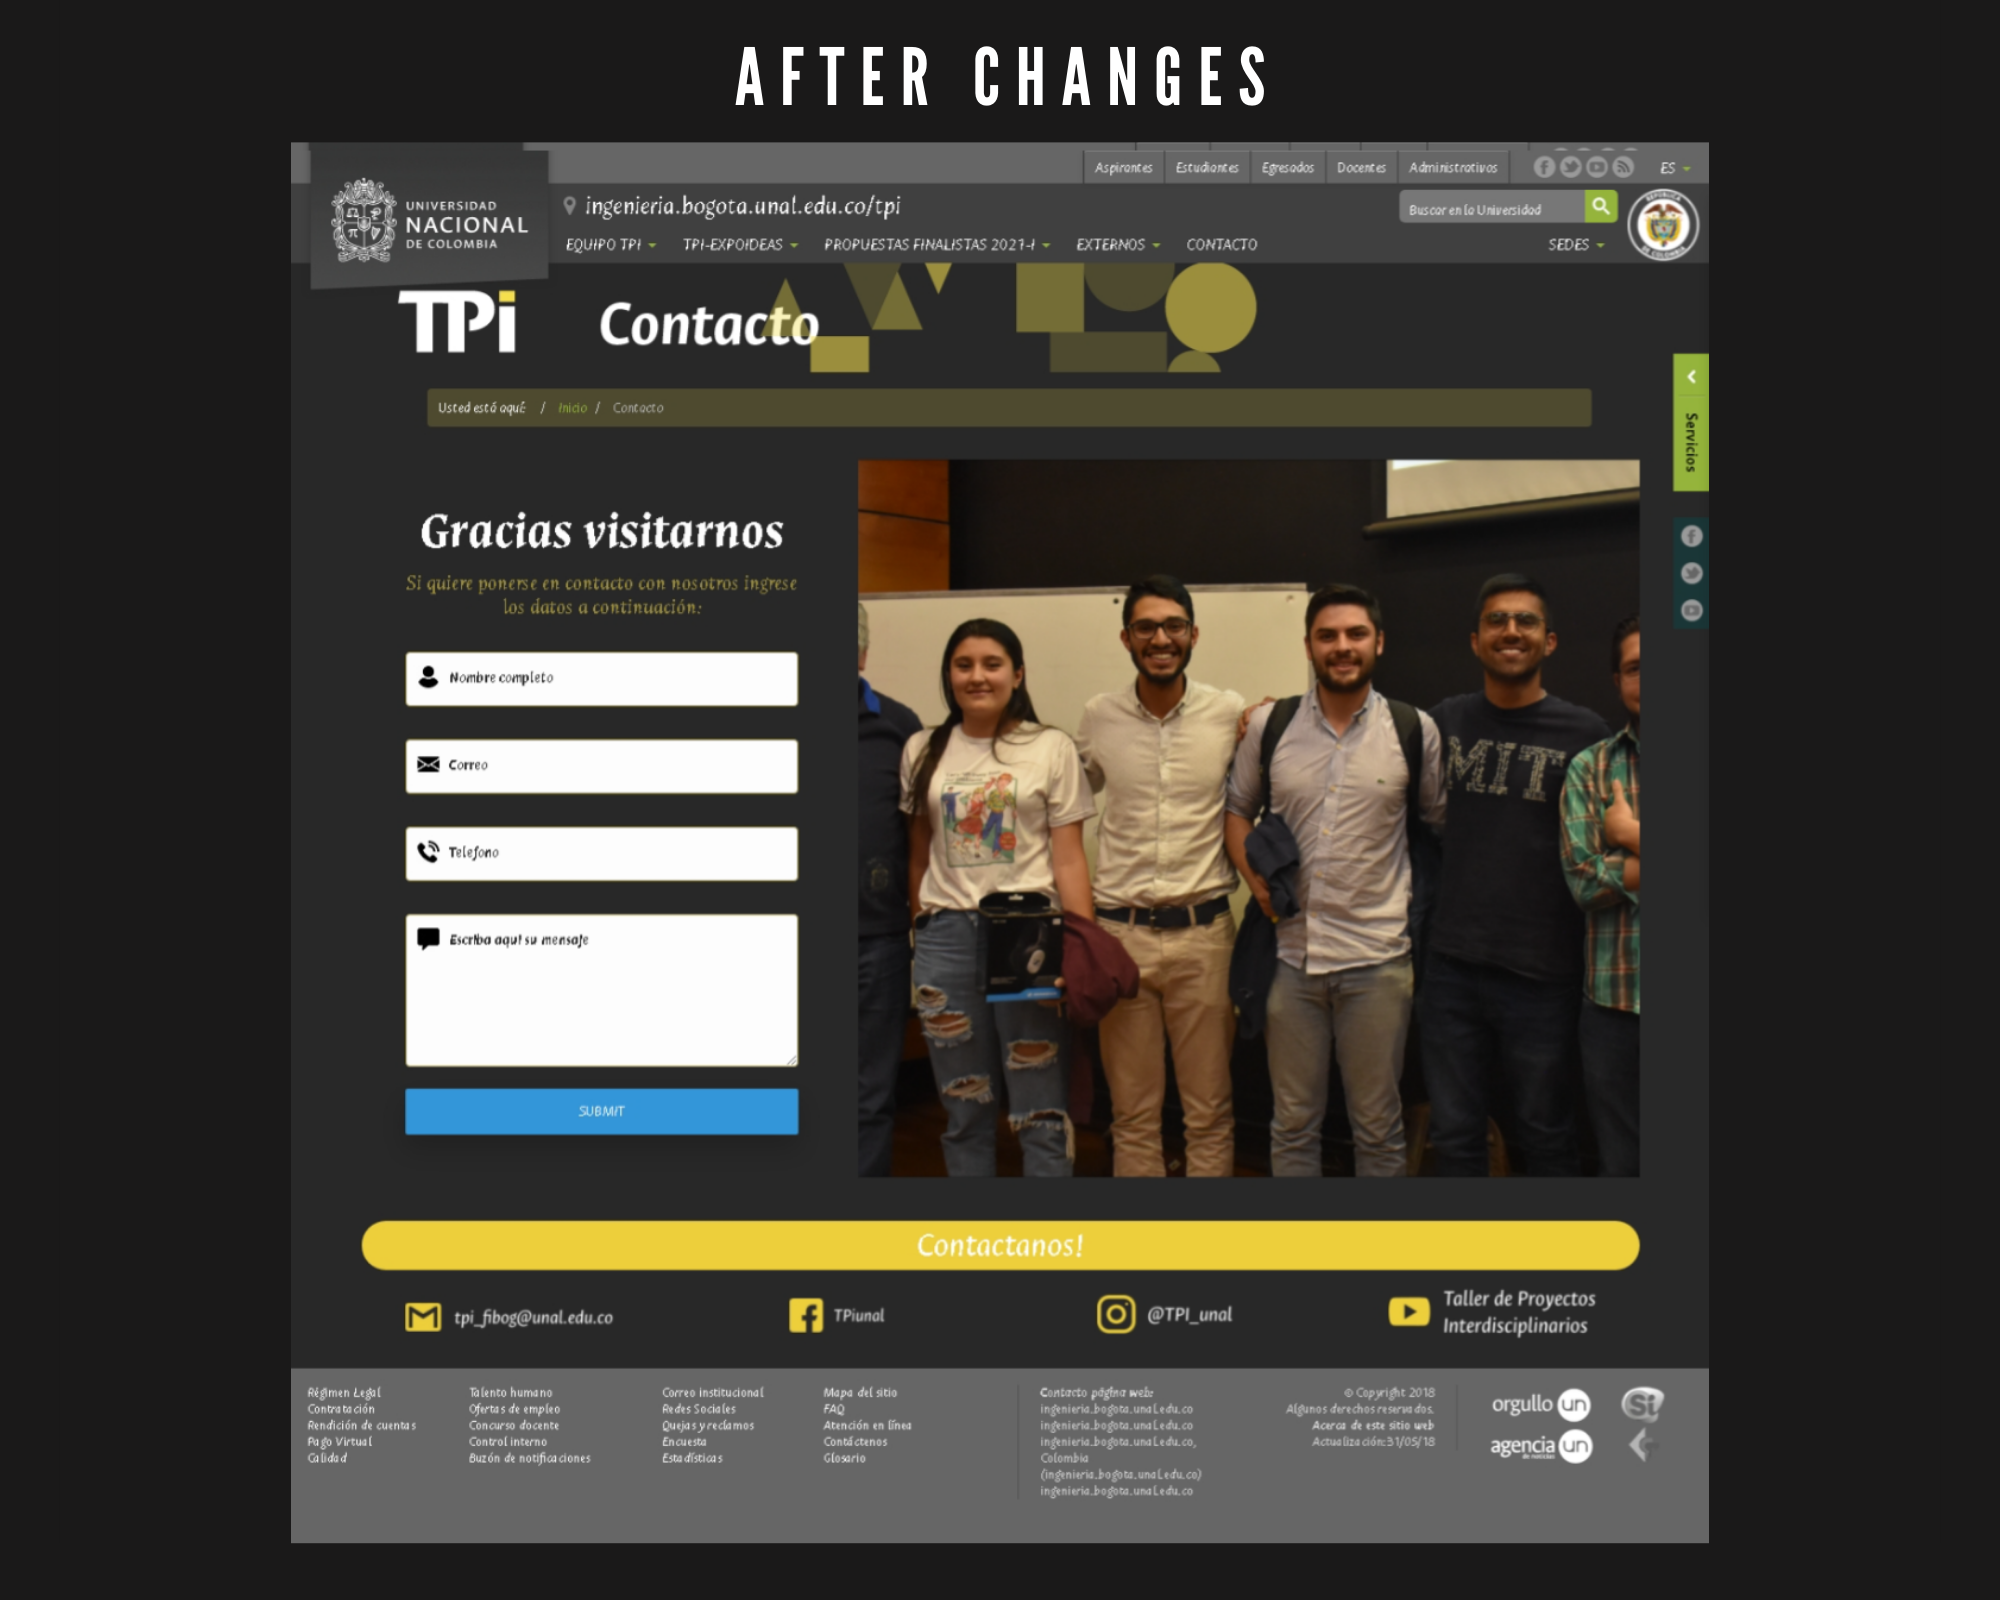 AFTER CHANGES
Aspirantes Estudiantes Egresados Docentes Administrativos ES
UNIVERSIDAD
NACIONAL
DE COLOMBIA
ingenieria.bogota.unal.edu.co/tpi
Buscar en la Universidad
EQUIPO TPI TPI-EXPOIDEAS PROPUESTAS FINALISTAS 2021-I EXTERNOS CONTACTO SEDES
TPi Contacto
Usted está aquí: / Inicio / Contacto
Servicios
Gracias visitarnos
Si quiere ponerse en contacto con nosotros ingrese
los datos a continuación:
Nombre completo
Correo
Telefono
Escriba aqui su mensaje
SUBMIT
MIT
Contactanos!
tpi_fibog@unal.edu.co
TPiunal
@TPI_unal
Taller de Proyectos
Interdisciplinarios
Régimen Legal
Contratación
Rendición de cuentas
Pago Virtual
Calidad
Talento humano
Ofertas de empleo
Concurso docente
Control interno
Buzón de notificaciones
Correo institucional
Redes Sociales
Quejas y reclamos
Encuesta
Estadísticas
Mapa del sitio
FAQ
Atención en línea
Contáctenos
Glosario
Contacto página web:
ingenieria.bogota.unal.edu.co
ingenieria.bogota.unal.edu.co
ingenieria.bogota.unal.edu.co,
Colombia
(ingenieria.bogota.unal.edu.co)
ingenieria.bogota.unal.edu.co
© Copyright 2018
Algunos derechos reservados.
Acerca de este sitio web
Actualización:31/05/18
orgullo un
agencia un
de noticias
Si